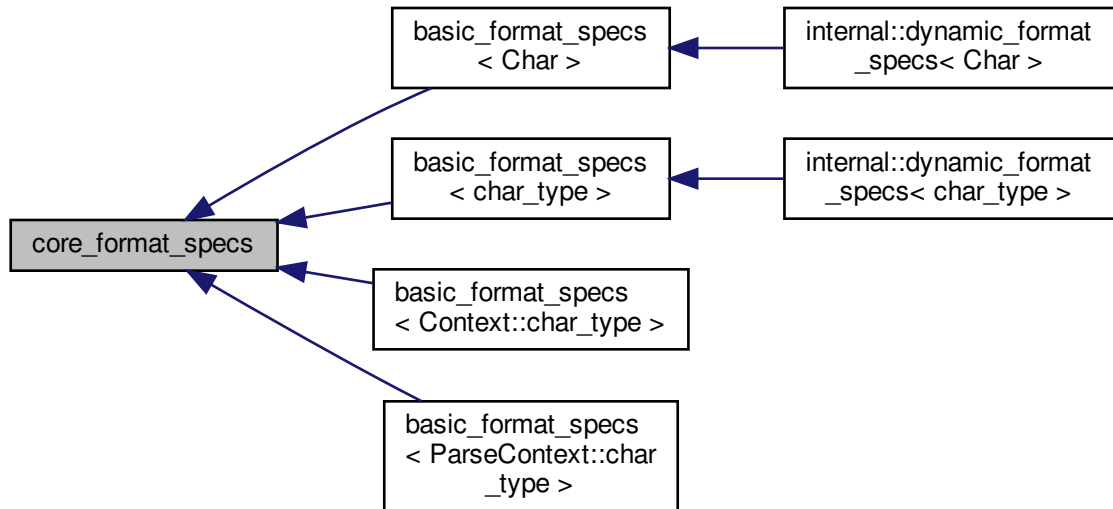 basic_format_specs
< Char >
internal::dynamic_format
_specs< Char >
basic_format_specs
< char_type >
internal::dynamic_format
_specs< char_type >
core_format_specs
basic_format_specs
< Context::char_type >
basic_format_specs
< ParseContext::char
_type >